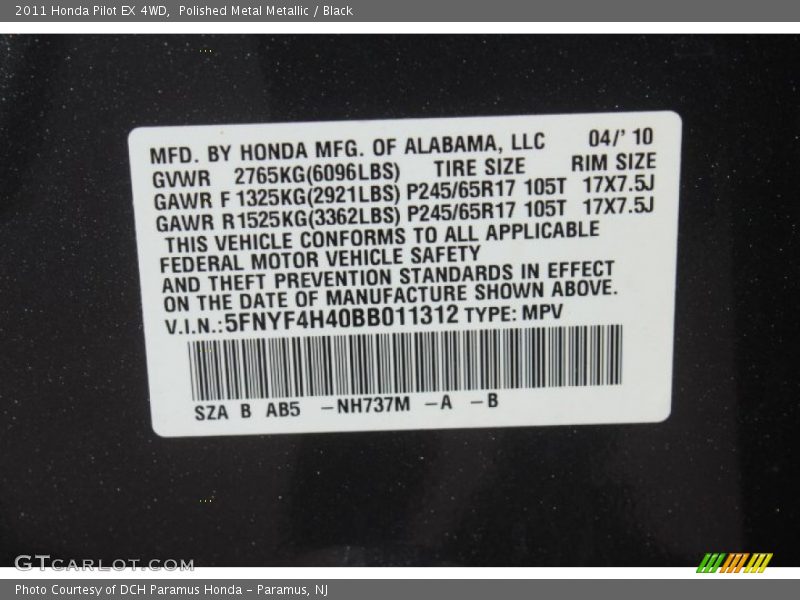 2011 Honda Pilot EX 4WD, Polished Metal Metallic / Black
MFD. BY HONDA MFG. OF ALABAMA, LLC 04/' 10
GVWR 2765KG(6096LBS) TIRE SIZE RIM SIZE
GAWR F 1325KG(2921LBS) P245/65R17 105T 17X7.5J
GAWR R1525KG(3362LBS) P245/65R17 105T 17X7.5J
THIS VEHICLE CONFORMS TO ALL APPLICABLE
FEDERAL MOTOR VEHICLE SAFETY
AND THEFT PREVENTION STANDARDS IN EFFECT
ON THE DATE OF MANUFACTURE SHOWN ABOVE.
V.I.N.:5FNYF4H40BB011312 TYPE: MPV
SZA B AB5 -NH737M -A -B
GTCARLOT.COM
Photo Courtesy of DCH Paramus Honda - Paramus, NJ